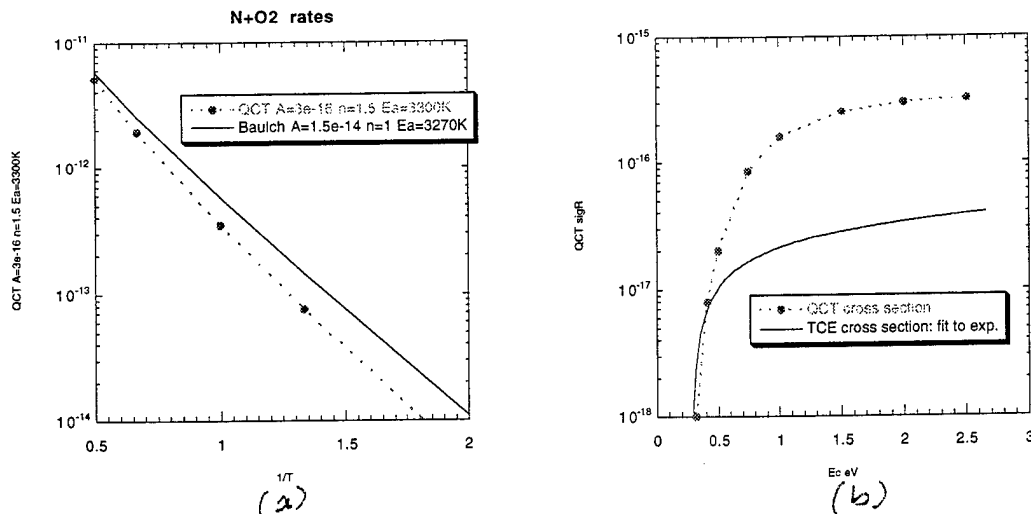 N+O2 rates
10-11
10-12
10-13
10-14
QCT A=3e-16 n=1.5 Ea=3300K
QCT A=3e-16 n=1.5 Ea=3300K
Baulch A=1.5e-14 n=1 Ea=3270K
0.5
1
1.5
2
1/T
(a)
10-15
10-16
10-17
10-18
QCT sigR
QCT cross section
TCE cross section: fit to exp.
0
0.5
1
1.5
2
2.5
3
Ec eV
(b)